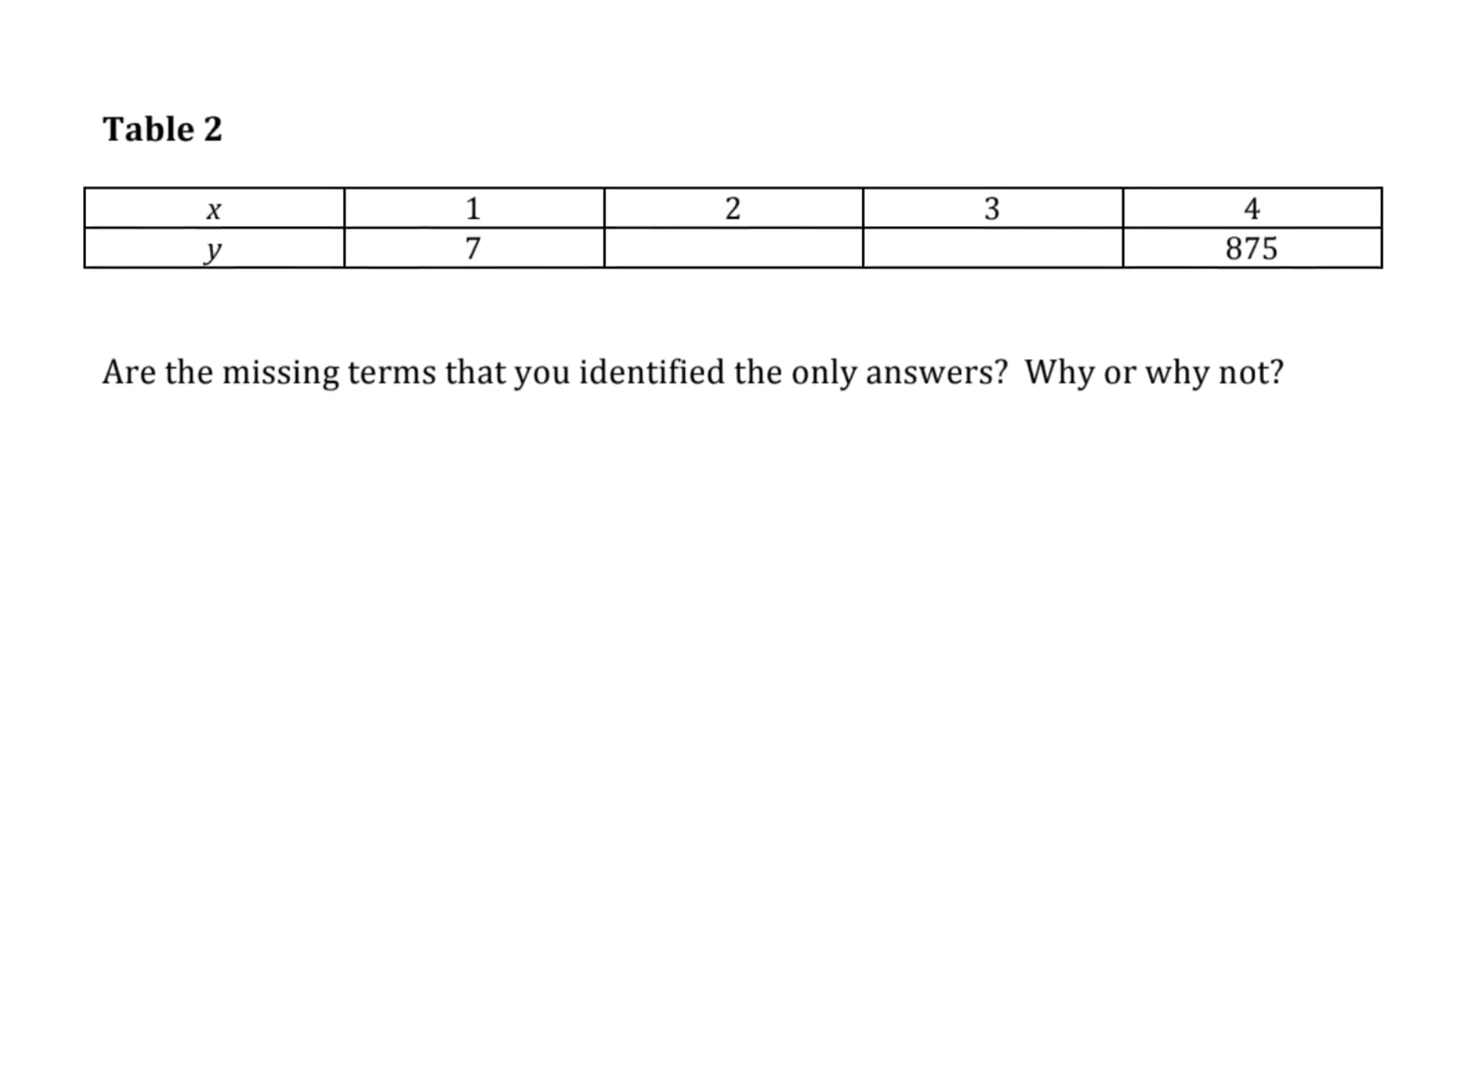 Table 2
x 1 2 3 4
y 7 875
Are the missing terms that you identified the only answers? Why or why not?